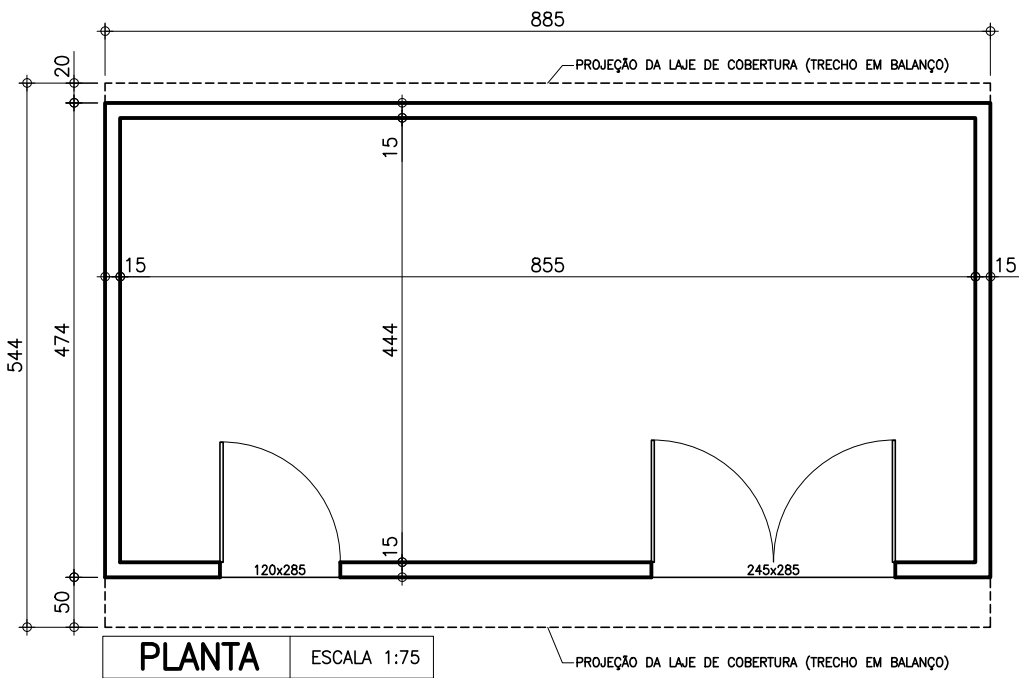 885
20
PROJEÇÃO DA LAJE DE COBERTURA (TRECHO EM BALANÇO)
15
15
855
15
474
444
544
15
120x285
245x285
50
PLANTA
ESCALA 1:75
PROJEÇÃO DA LAJE DE COBERTURA (TRECHO EM BALANÇO)